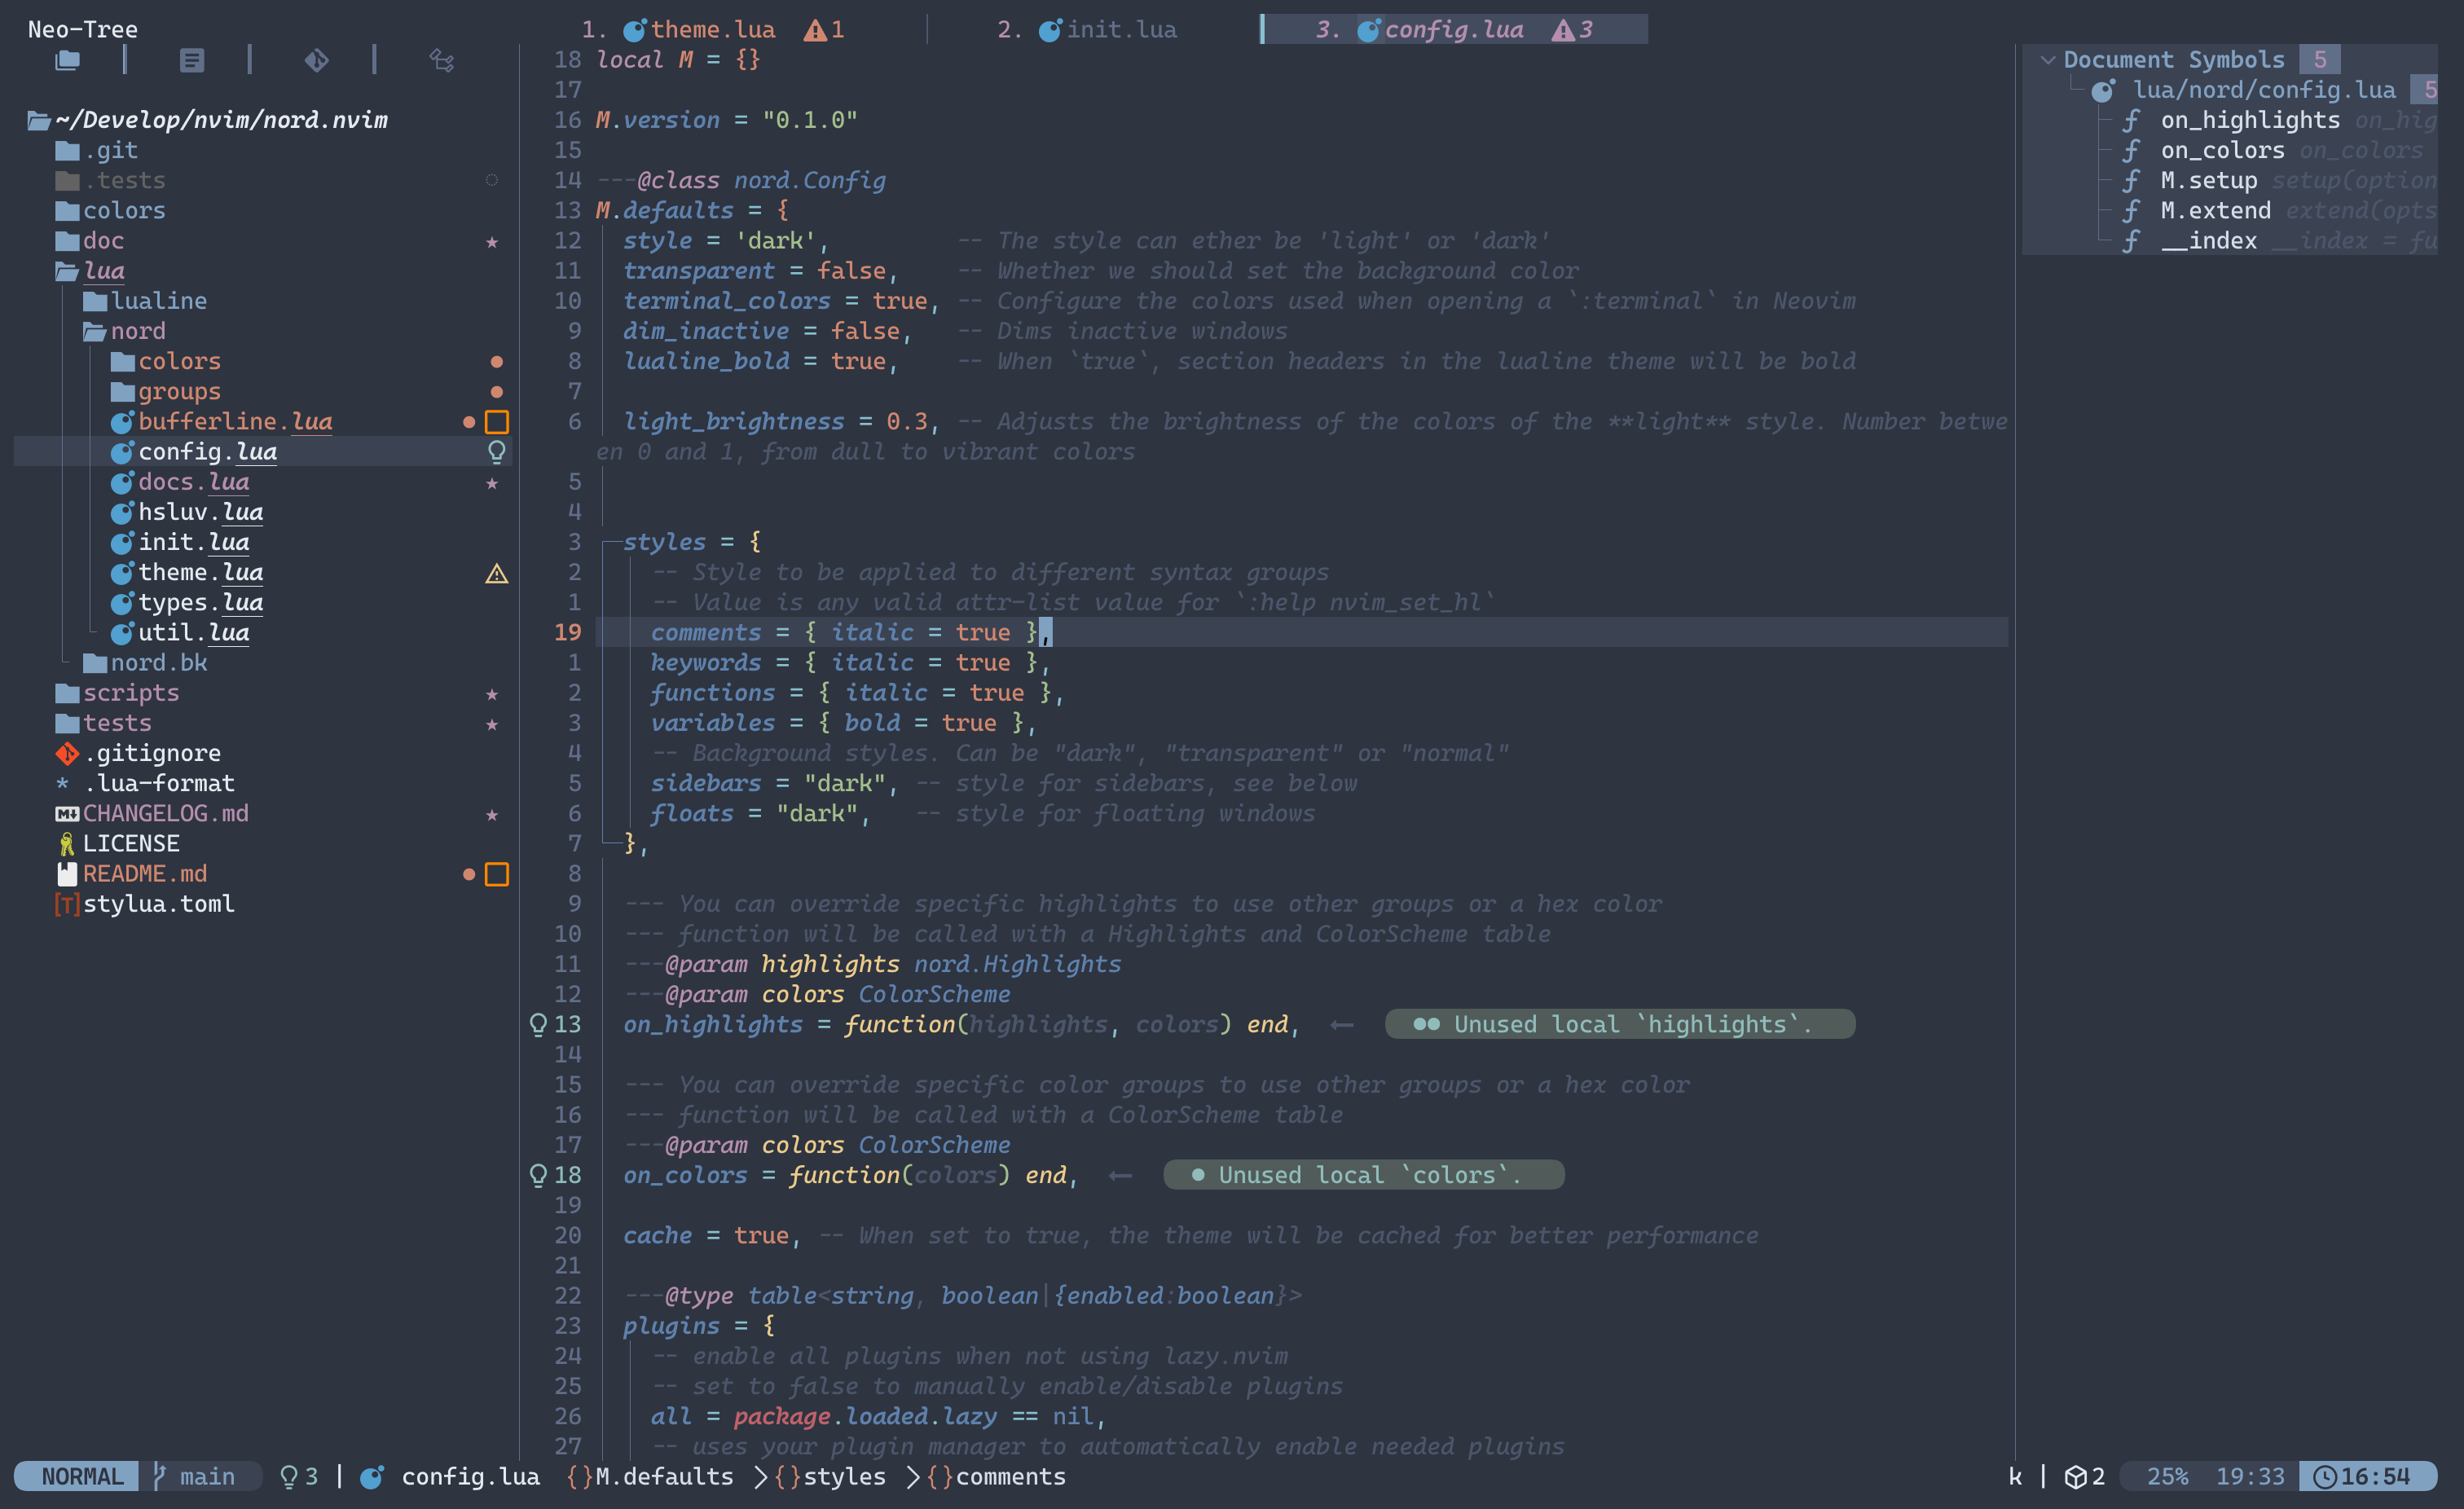 Neo-Tree
1. theme.lua 1 2. init.lua 3. config.lua 3
~/Develop/nvim/nord.nvim
.git
.tests
colors
doc
lua
lualine
nord
colors
groups
bufferline.lua
config.lua
docs.lua
hsluv.lua
init.lua
theme.lua
types.lua
util.lua
nord.bk
scripts
tests
.gitignore
* .lua-format
CHANGELOG.md
LICENSE
README.md
[T] stylua.toml
18 local M = {}
17
16 M.version = "0.1.0"
15
14 ---@class nord.Config
13 M.defaults = {
12 style = 'dark', -- The style can ether be 'light' or 'dark'
11 transparent = false, -- Whether we should set the background color
10 terminal_colors = true, -- Configure the colors used when opening a `:terminal` in Neovim
9 dim_inactive = false, -- Dims inactive windows
8 lualine_bold = true, -- When `true`, section headers in the lualine theme will be bold
7
6 light_brightness = 0.3, -- Adjusts the brightness of the colors of the **light** style. Number betwe
en 0 and 1, from dull to vibrant colors
5
4
3 styles = {
2 -- Style to be applied to different syntax groups
1 -- Value is any valid attr-list value for `:help nvim_set_hl`
19 comments = { italic = true },
1 keywords = { italic = true },
2 functions = { italic = true },
3 variables = { bold = true },
4 -- Background styles. Can be "dark", "transparent" or "normal"
5 sidebars = "dark", -- style for sidebars, see below
6 floats = "dark", -- style for floating windows
7 },
8
9 --- You can override specific highlights to use other groups or a hex color
10 --- function will be called with a Highlights and ColorScheme table
11 ---@param highlights nord.Highlights
12 ---@param colors ColorScheme
13 on_highlights = function(highlights, colors) end, Unused local `highlights`.
14
15 --- You can override specific color groups to use other groups or a hex color
16 --- function will be called with a ColorScheme table
17 ---@param colors ColorScheme
18 on_colors = function(colors) end, Unused local `colors`.
19
20 cache = true, -- When set to true, the theme will be cached for better performance
21
22 ---@type table<string, boolean|{enabled:boolean}>
23 plugins = {
24 -- enable all plugins when not using lazy.nvim
25 -- set to false to manually enable/disable plugins
26 all = package.loaded.lazy == nil,
27 -- uses your plugin manager to automatically enable needed plugins
Document Symbols 5
lua/nord/config.lua 5
on_highlights on_hig
on_colors on_colors
M.setup setup(option
M.extend extend(opts
__index __index = fu
NORMAL main 3 | config.lua {}M.defaults >{}styles >{}comments k | 2 25% 19:33 16:54